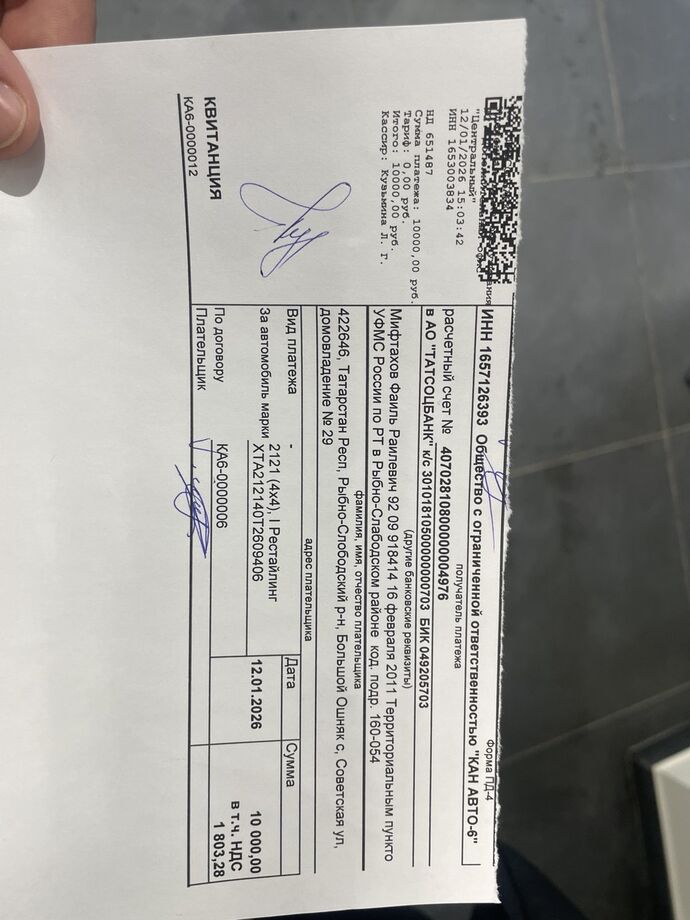 Форма ПД-4
ИНН 1657126393 Общество с ограниченной ответственностью "КАН АВТО-6"
получатель платежа
расчетный счет № 40702810800000004976
в АО "ТАТСОЦБАНК" к/с 30101810500000000703 БИК 049205703
(другие банковские реквизиты)
Мифтахов Фаиль Раилевич 92 09 918414 16 февраля 2011 Территориальным пункто
УФМС России по РТ в Рыбно-Слабодском районе код. подр. 160-054
фамилия, имя, отчество плательщика
422646, Татарстан Респ, Рыбно-Слободский р-н, Большой Ошняк с, Советская ул,
домовладение № 29
адрес плательщика
Вид платежа - Дата Сумма
За автомобиль марки 2121 (4x4), I Рестайлинг
XTA212140T2609406 12.01.2026 10 000,00
в т.ч. НДС
1 803,28
По договору КА6-0000006
Плательщик
"Центральный"
12/01/2026 15:03:42
ИНН 1653003834
НД 651487
Сумма платежа: 10000,00 руб.
Тариф: 0,00 руб.
Итого: 10000,00 руб.
Кассир: Кузьмина Л. Г.
КВИТАНЦИЯ
КА6-0000012